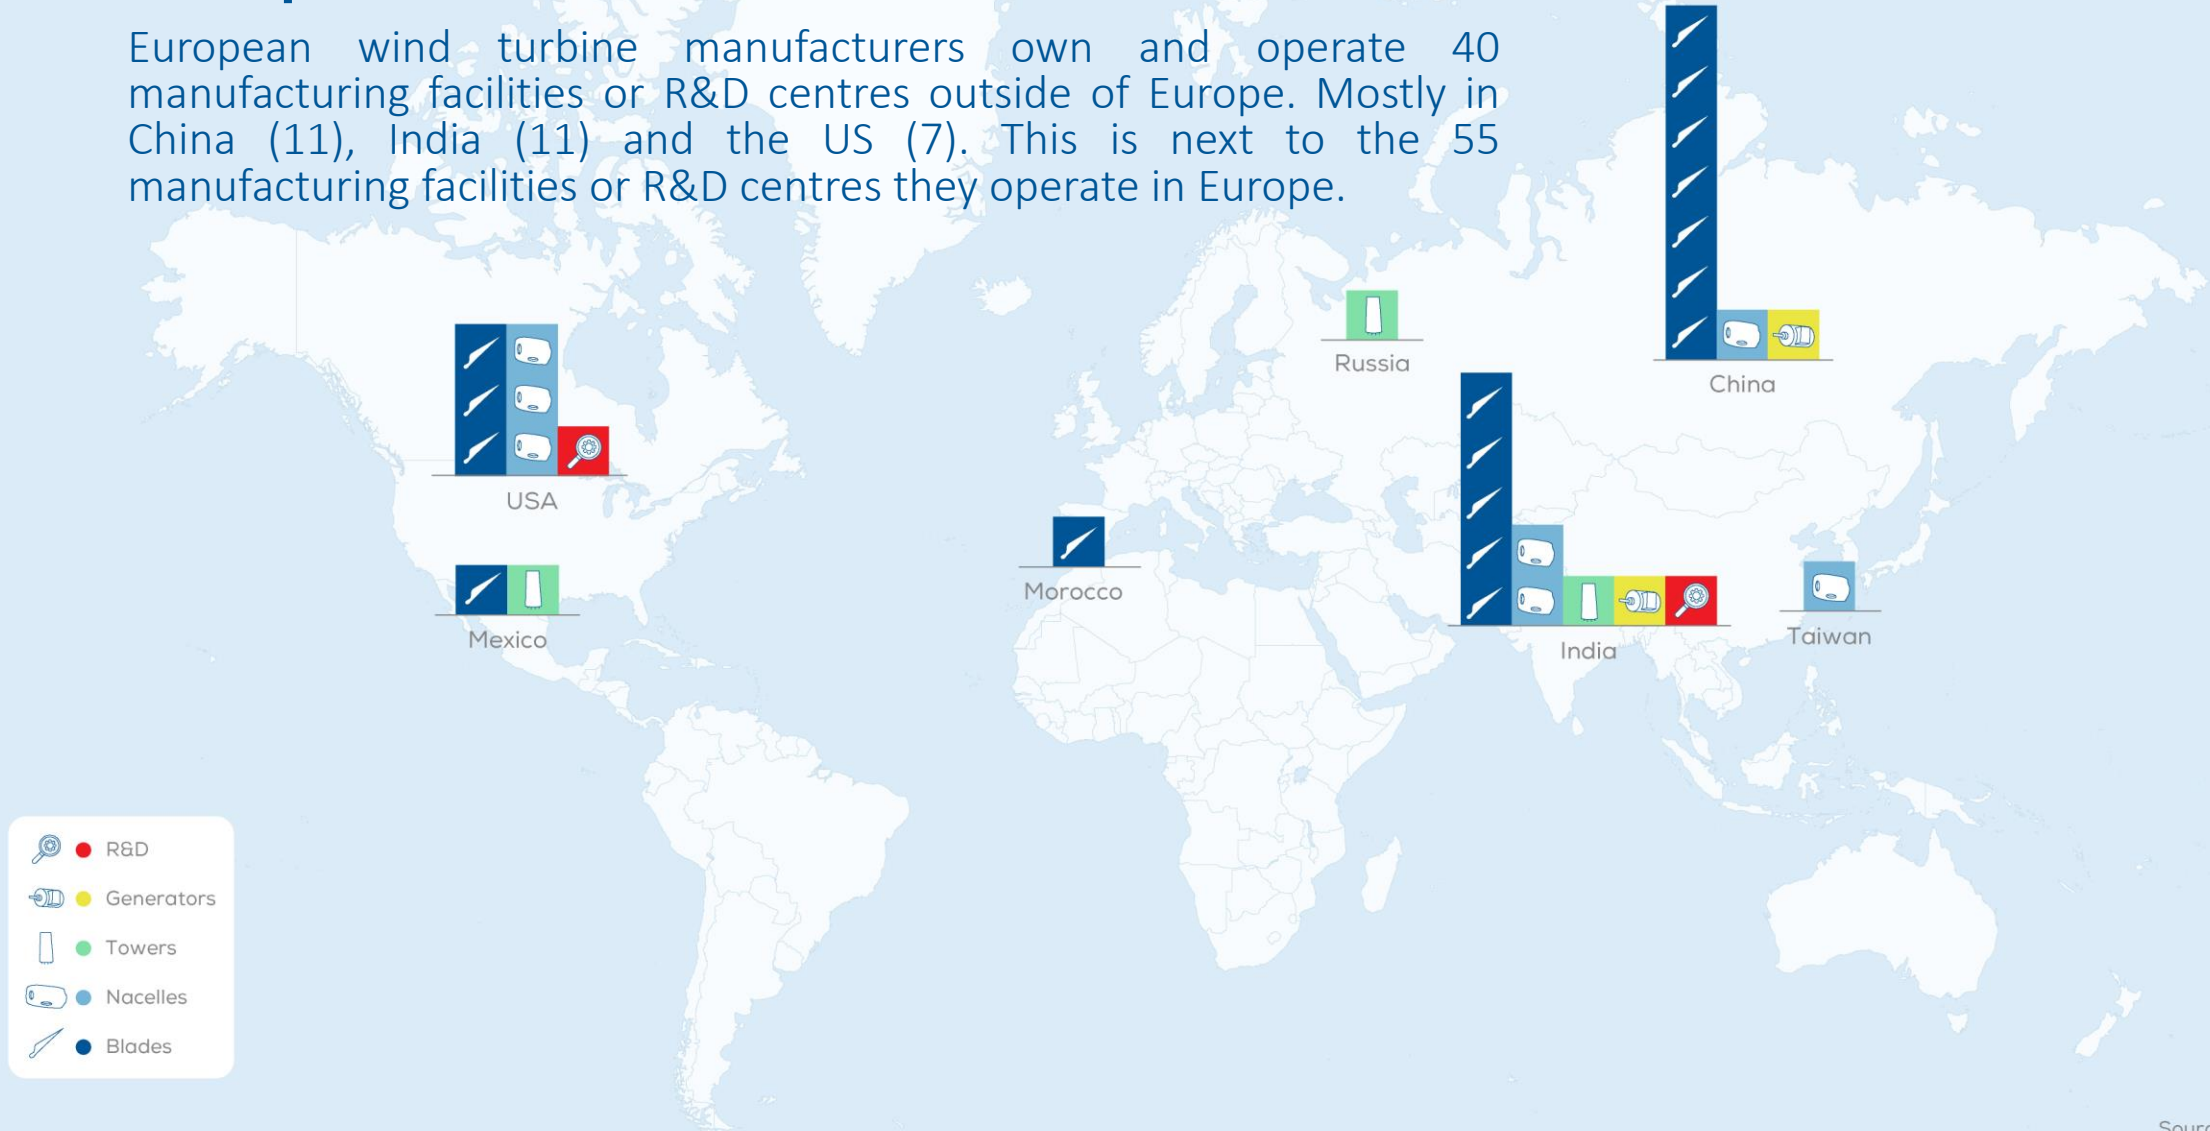 European wind turbine manufacturers own and operate 40
manufacturing facilities or R&D centres outside of Europe. Mostly in
China (11), India (11) and the US (7). This is next to the 55
manufacturing facilities or R&D centres they operate in Europe.
Russia
China
USA
Morocco
Mexico
India
Taiwan
R&D
Generators
Towers
Nacelles
Blades